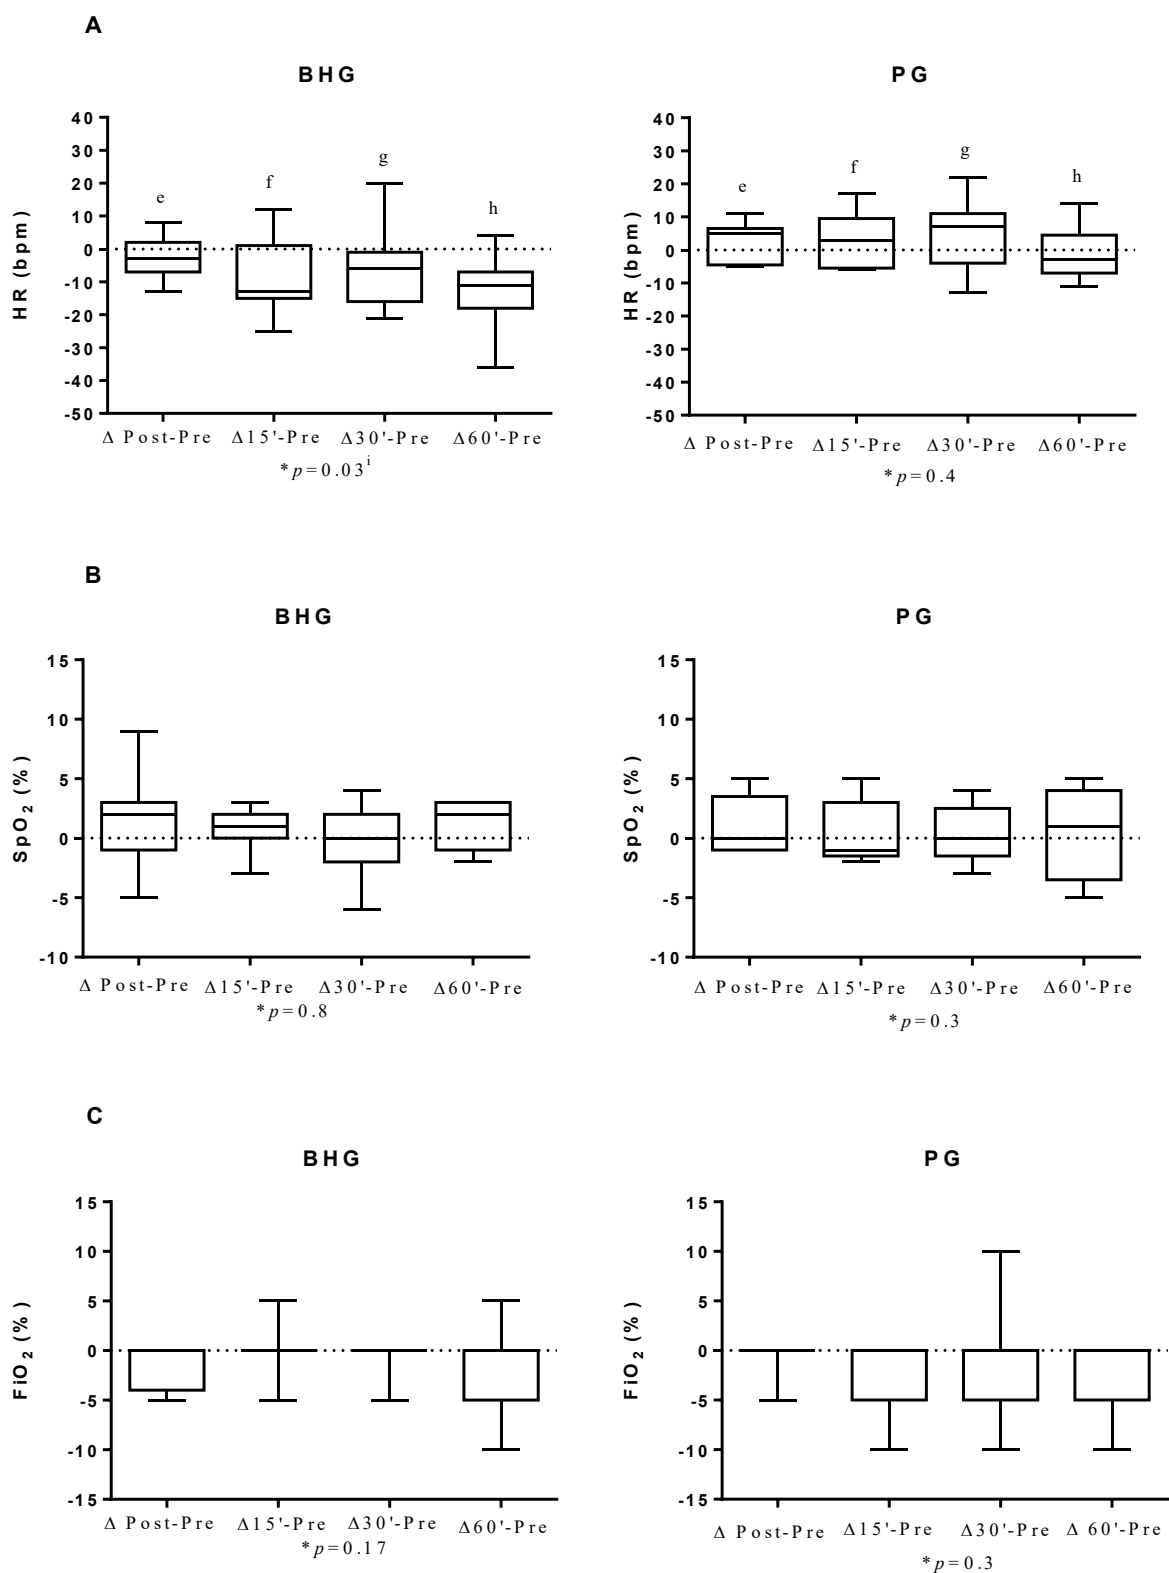 A
BHG
PG
40
30
20
10
0
-10
-20
-30
-40
-50
HR (bpm)
e
f
g
h
Δ Post-Pre
Δ15'-Pre
Δ30'-Pre
Δ60'-Pre
*p=0.03i
40
30
20
10
0
-10
-20
-30
-40
-50
HR (bpm)
e
f
g
h
Δ Post-Pre
Δ15'-Pre
Δ30'-Pre
Δ60'-Pre
*p=0.4
B
BHG
PG
15
10
5
0
-5
-10
SpO2 (%)
Δ Post-Pre
Δ15'-Pre
Δ30'-Pre
Δ60'-Pre
*p=0.8
15
10
5
0
-5
-10
SpO2 (%)
Δ Post-Pre
Δ15'-Pre
Δ30'-Pre
Δ60'-Pre
*p=0.3
C
BHG
PG
15
10
5
0
-5
-10
-15
FiO2 (%)
Δ Post-Pre
Δ15'-Pre
Δ30'-Pre
Δ60'-Pre
*p=0.17
15
10
5
0
-5
-10
-15
FiO2 (%)
Δ Post-Pre
Δ15'-Pre
Δ30'-Pre
Δ 60'-Pre
*p=0.3